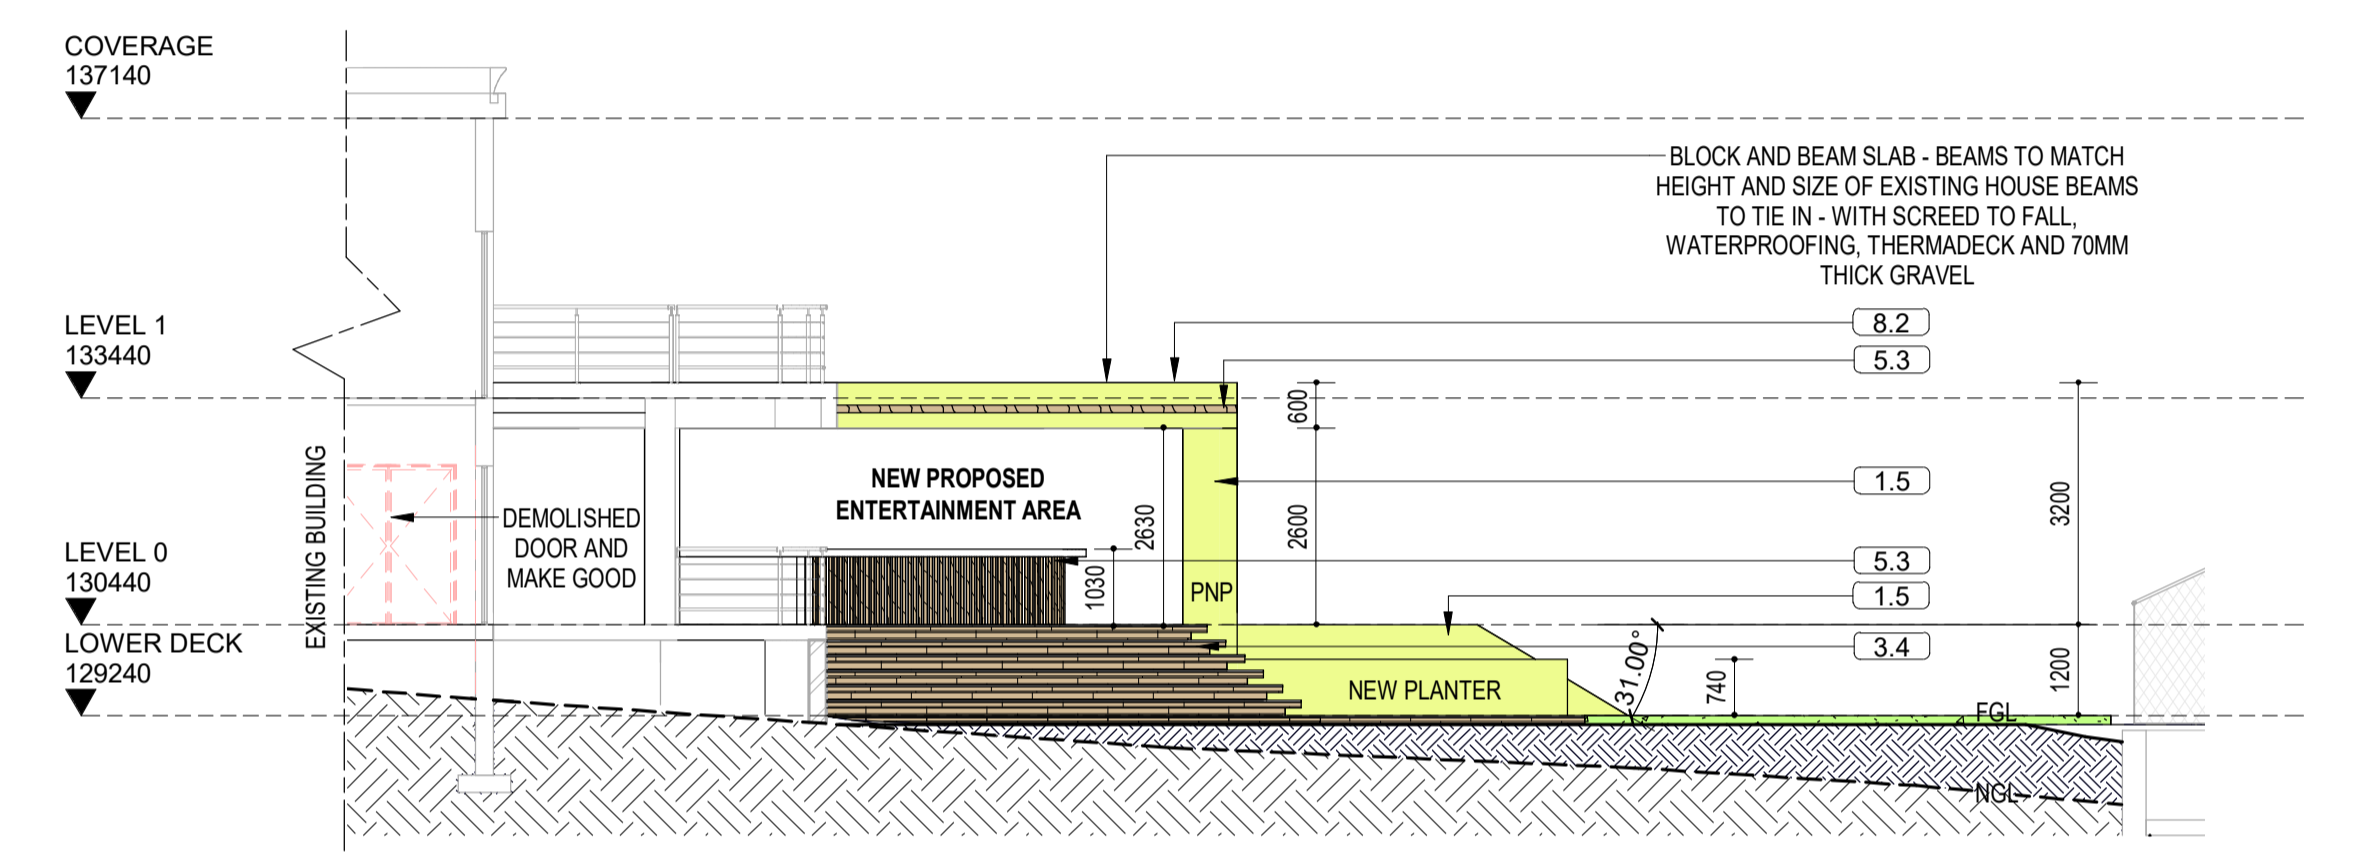 COVERAGE
137140
BLOCK AND BEAM SLAB - BEAMS TO MATCH
HEIGHT AND SIZE OF EXISTING HOUSE BEAMS
TO TIE IN - WITH SCREED TO FALL,
WATERPROOFING, THERMADECK AND 70MM
THICK GRAVEL
LEVEL 1
133440
8.2
5.3
600
EXISTING BUILDING
DEMOLISHED
DOOR AND
MAKE GOOD
NEW PROPOSED
ENTERTAINMENT AREA
2630
2600
1.5
3200
LEVEL 0
130440
1030
PNP
5.3
1.5
LOWER DECK
129240
3.4
NEW PLANTER
31.00°
740
1200
FGL
NGL